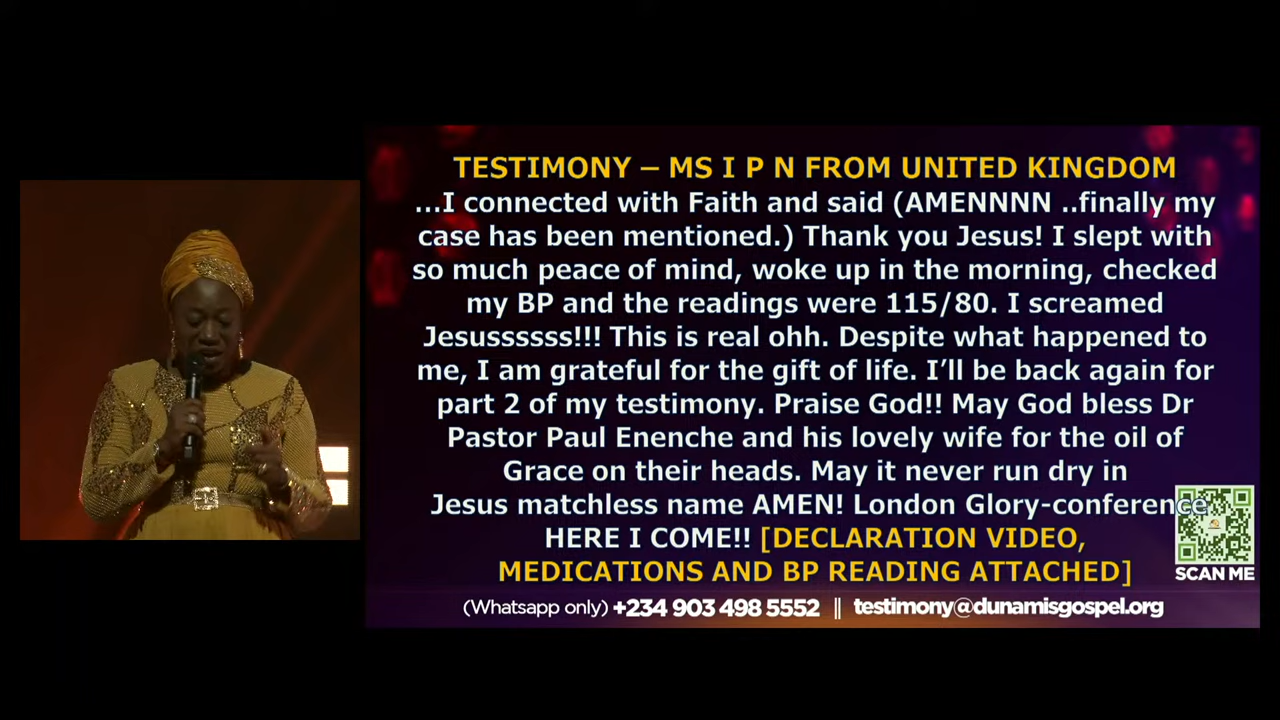 TESTIMONY – MS I P N FROM UNITED KINGDOM
...I connected with Faith and said (AMENNNN ..finally my
case has been mentioned.) Thank you Jesus! I slept with
so much peace of mind, woke up in the morning, checked
my BP and the readings were 115/80. I screamed
Jesussssss!!! This is real ohh. Despite what happened to
me, I am grateful for the gift of life. I’ll be back again for
part 2 of my testimony. Praise God!! May God bless Dr
Pastor Paul Enenche and his lovely wife for the oil of
Grace on their heads. May it never run dry in
Jesus matchless name AMEN! London Glory-conference
HERE I COME!! [DECLARATION VIDEO,
MEDICATIONS AND BP READING ATTACHED]
SCAN ME
(Whatsapp only) +234 903 498 5552 || testimony@dunamisgospel.org